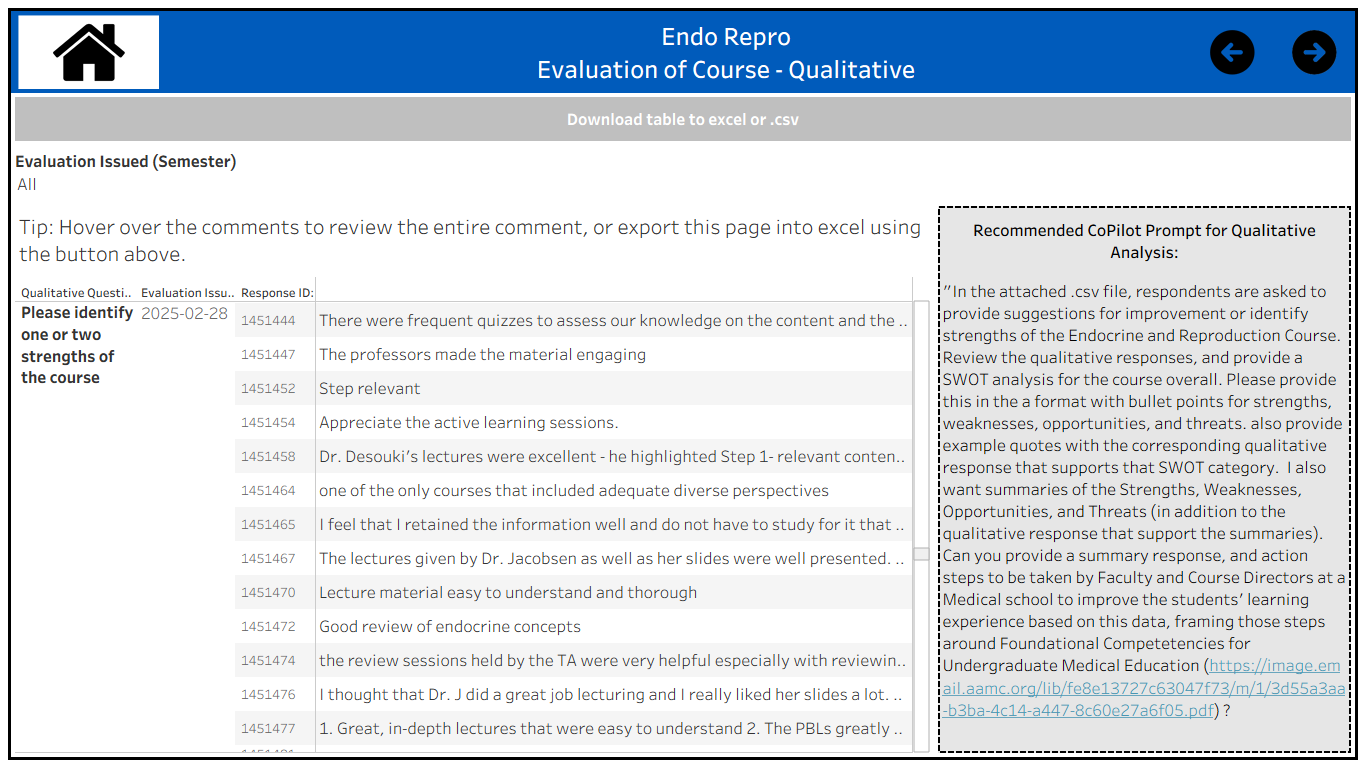 Endo Repro
Evaluation of Course - Qualitative
Download table to excel or .csv
Evaluation Issued (Semester)
All
Tip: Hover over the comments to review the entire comment, or export this page into excel using
the button above.
Qualitative Questi.. Evaluation Issu.. Response ID:
Please identify
one or two
strengths of
the course
2025-02-28
1451444 There were frequent quizzes to assess our knowledge on the content and the ..
1451447 The professors made the material engaging
1451452 Step relevant
1451454 Appreciate the active learning sessions.
1451458 Dr. Desouki's lectures were excellent - he highlighted Step 1- relevant conten..
1451464 one of the only courses that included adequate diverse perspectives
1451465 I feel that I retained the information well and do not have to study for it that ..
1451467 The lectures given by Dr. Jacobsen as well as her slides were well presented. ..
1451470 Lecture material easy to understand and thorough
1451472 Good review of endocrine concepts
1451474 the review sessions held by the TA were very helpful especially with reviewin..
1451476 I thought that Dr. J did a great job lecturing and I really liked her slides a lot. ..
1451477 1. Great, in-depth lectures that were easy to understand 2. The PBLs greatly ..
Recommended CoPilot Prompt for Qualitative
Analysis:
"In the attached .csv file, respondents are asked to
provide suggestions for improvement or identify
strengths of the Endocrine and Reproduction Course.
Review the qualitative responses, and provide a
SWOT analysis for the course overall. Please provide
this in the a format with bullet points for strengths,
weaknesses, opportunities, and threats. also provide
example quotes with the corresponding qualitative
response that supports that SWOT category.  I also
want summaries of the Strengths, Weaknesses,
Opportunities, and Threats (in addition to the
qualitative response that support the summaries).
Can you provide a summary response, and action
steps to be taken by Faculty and Course Directors at a
Medical school to improve the students' learning
experience based on this data, framing those steps
around Foundational Competetencies for
Undergraduate Medical Education (https://image.em
ail.aamc.org/lib/fe8e13727c63047f73/m/1/3d55a3aa
-b3ba-4c14-a447-8c60e27a6f05.pdf) ?